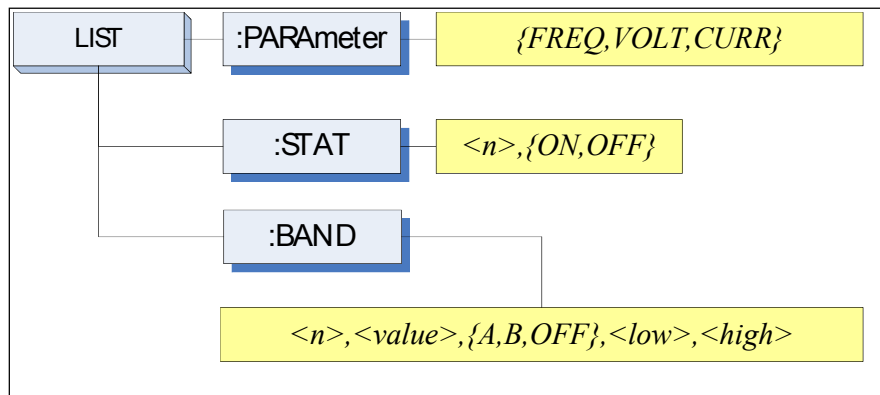 LIST :PARAmeter {FREQ,VOLT,CURR}
:STAT <n>,{ON,OFF}
:BAND
<n>,<value>,{A,B,OFF},<low>,<high>